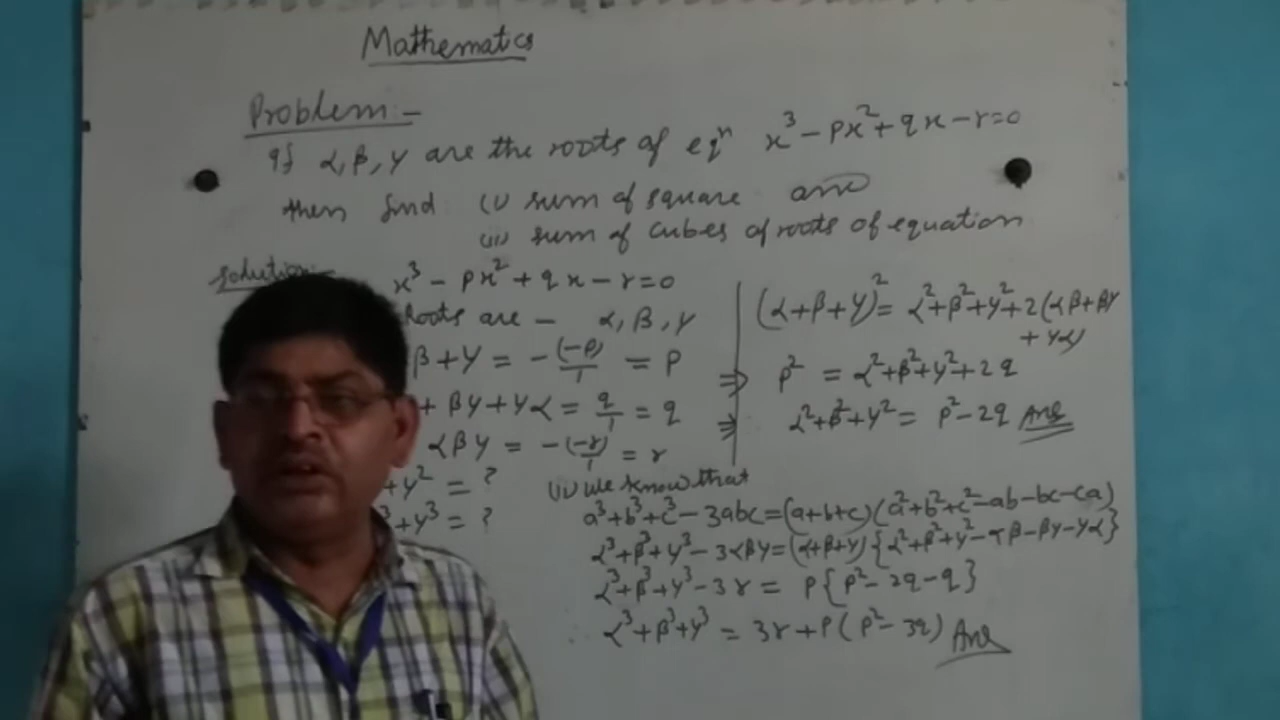 Mathematics
Problem -
If α, β, γ are the roots of eqⁿ x³ - px² + qx - r = 0
then find (i) sum of square and
(ii) sum of cubes of roots of equation
Solution -
x³ - px² + qx - r = 0
Roots are - α, β, γ
β + γ = - (-p)/1 = p
+ βγ + γα = q/1 = q
αβγ = - (-r)/1 = r
+ γ² = ?
³ + γ³ = ?
(α + β + γ)² = α² + β² + γ² + 2(αβ + βγ
+ γα)
⇒ p² = α² + β² + γ² + 2q
⇒ α² + β² + γ² = p² - 2q Ans
(ii) we know that
a³ + b³ + c³ - 3abc = (a+b+c)(a² + b² + c² - ab - bc - ca)
α³ + β³ + γ³ - 3αβγ = (α+β+γ){α² + β² + γ² - αβ - βγ - γα}
α³ + β³ + γ³ - 3r = p{p² - 2q - q}
α³ + β³ + γ³ = 3r + p(p² - 3q) Ans